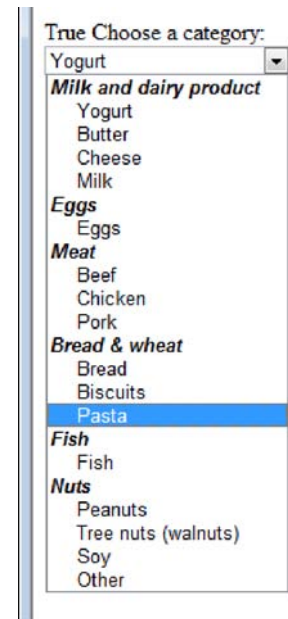 True Choose a category:
Yogurt
Milk and dairy product
Yogurt
Butter
Cheese
Milk
Eggs
Eggs
Meat
Beef
Chicken
Pork
Bread & wheat
Bread
Biscuits
Pasta
Fish
Fish
Nuts
Peanuts
Tree nuts (walnuts)
Soy
Other